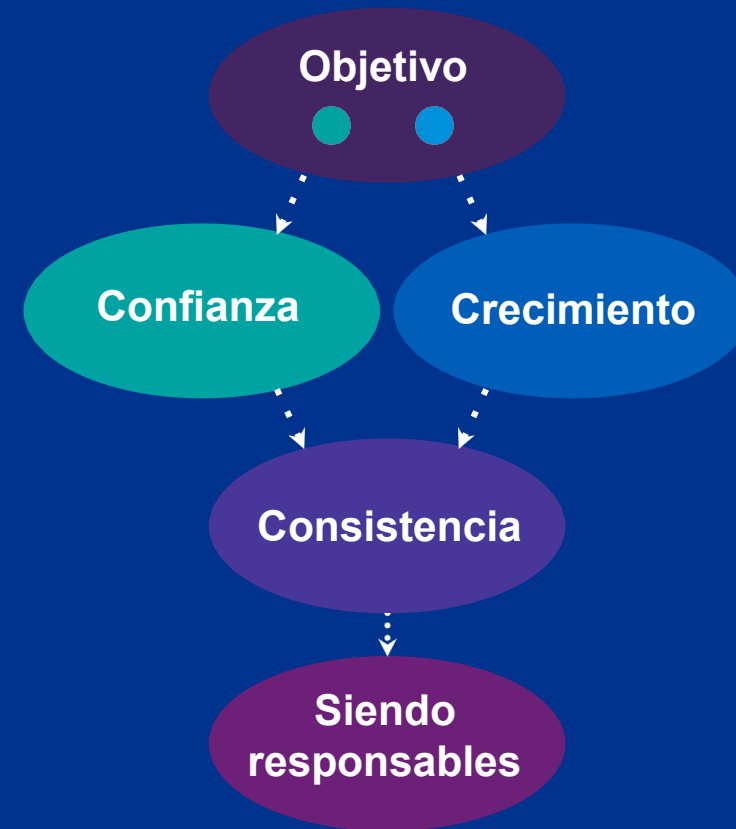 Objetivo
Confianza
Crecimiento
Consistencia
Siendo
responsables